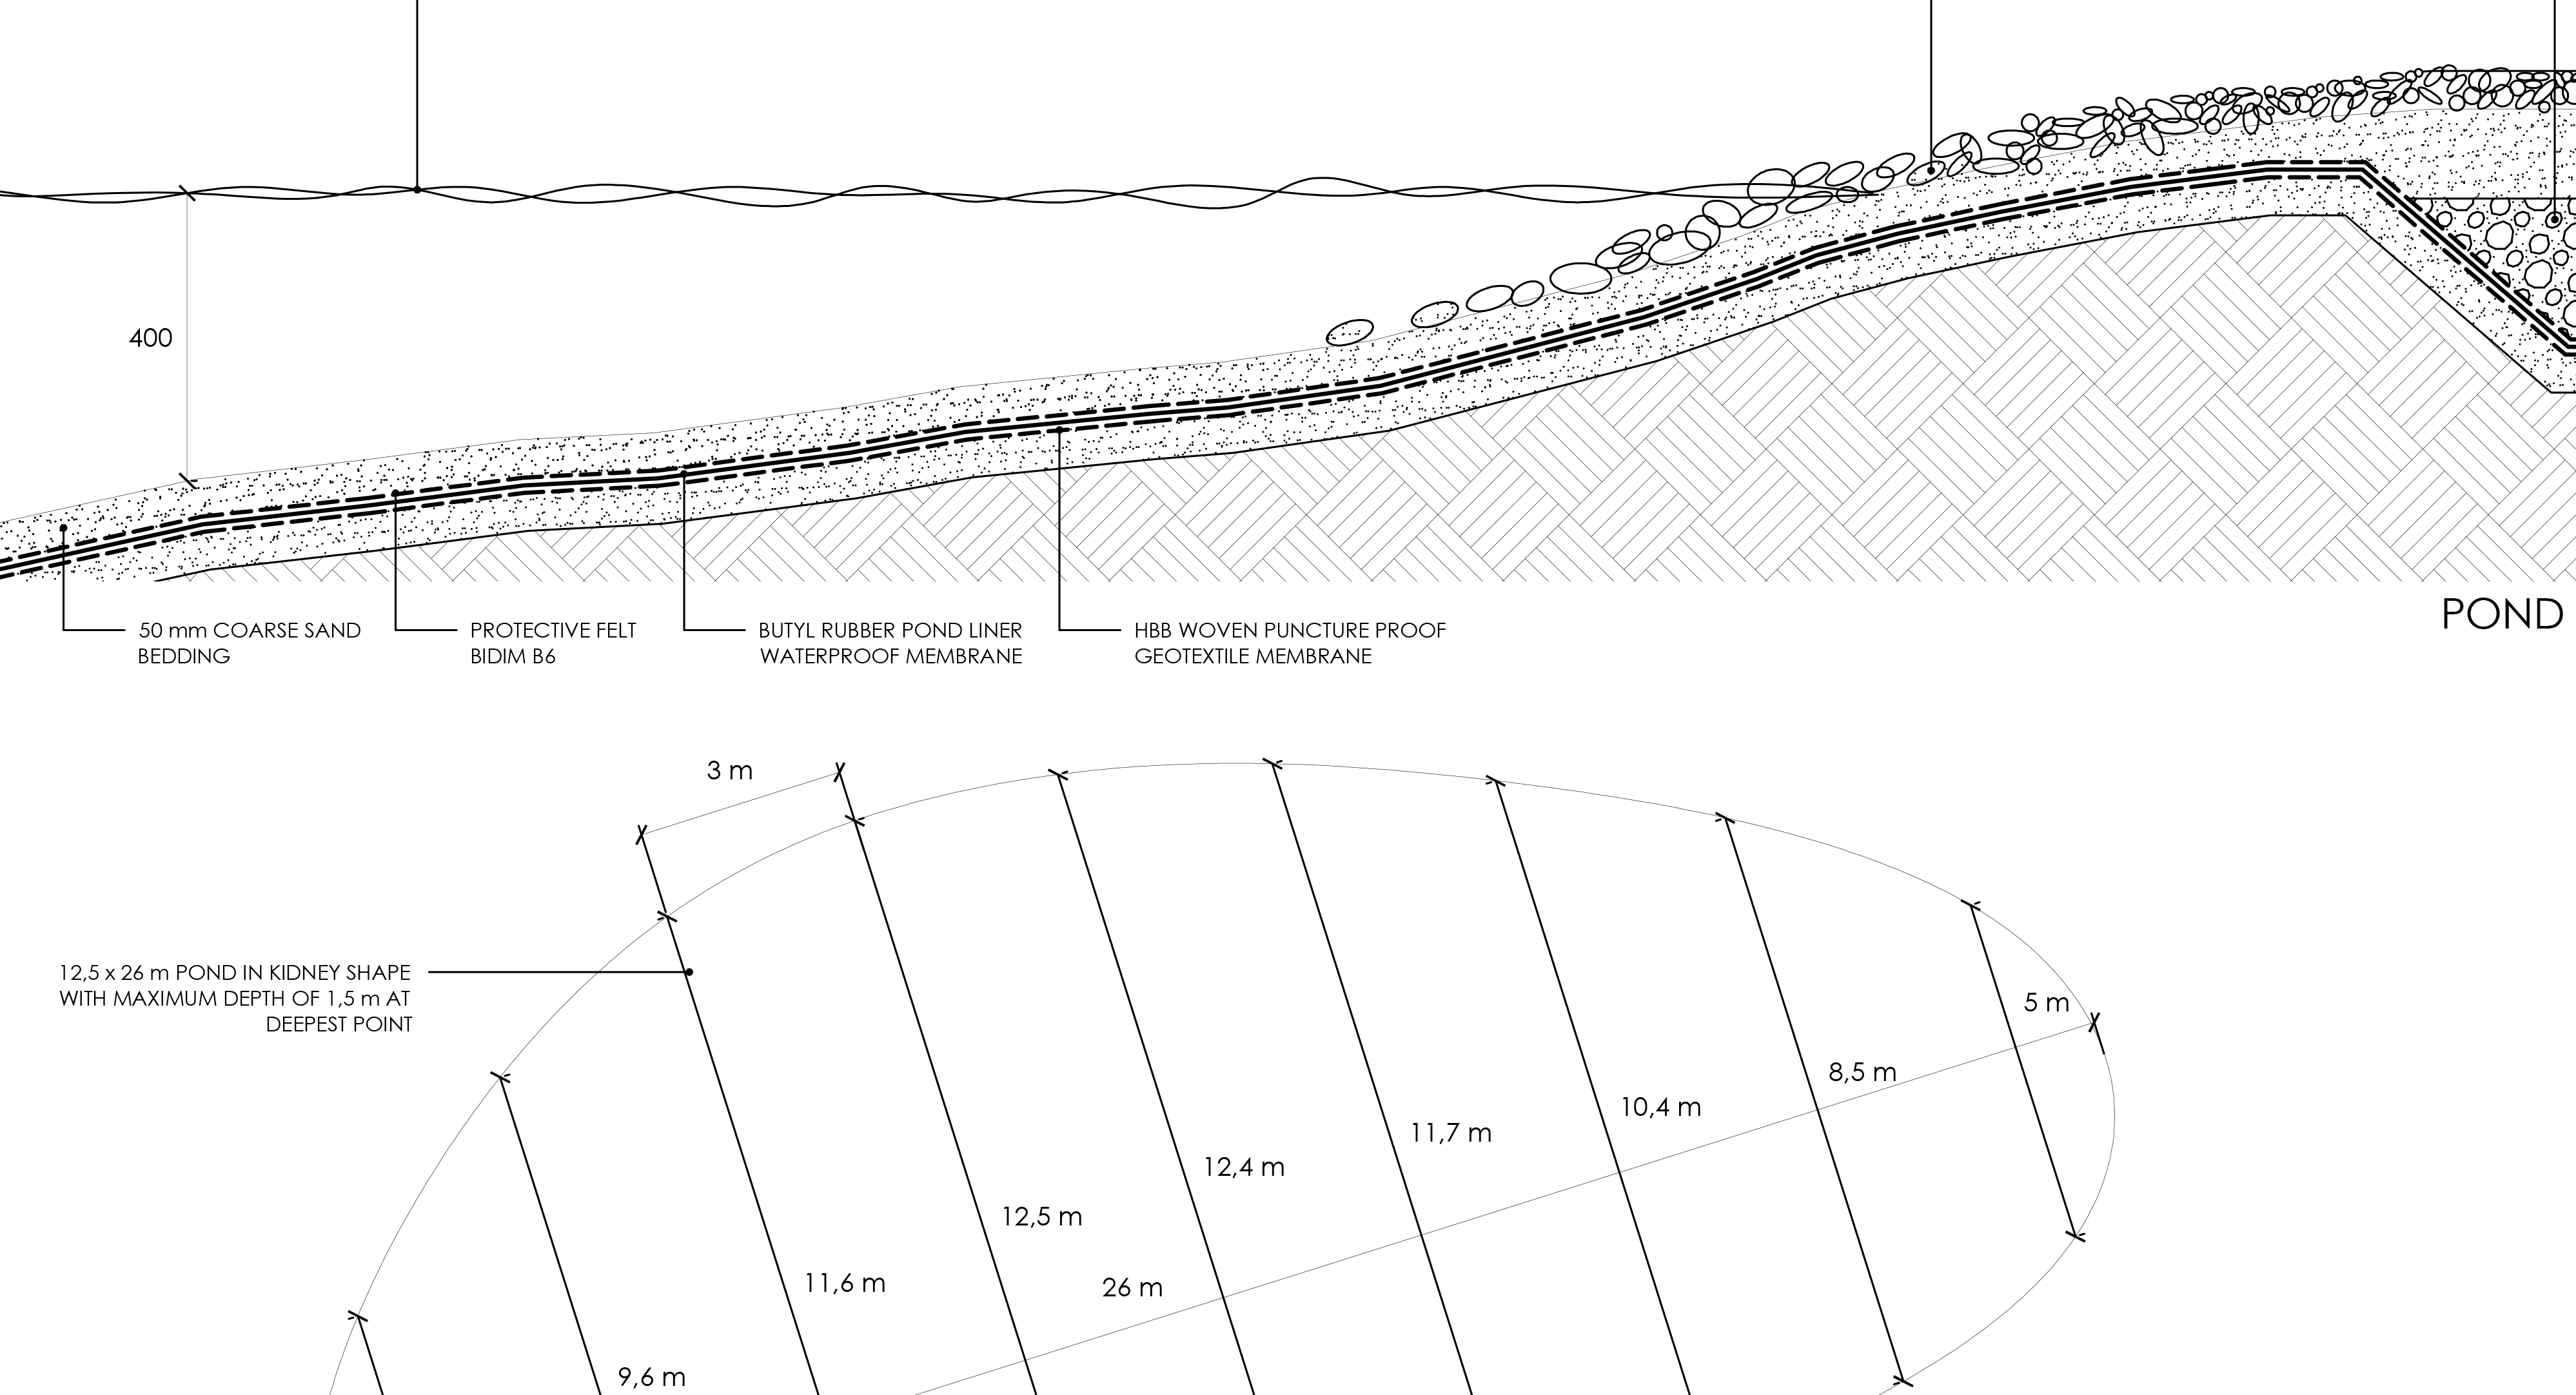 400
50 mm COARSE SAND
BEDDING
PROTECTIVE FELT
BIDIM B6
BUTYL RUBBER POND LINER
WATERPROOF MEMBRANE
HBB WOVEN PUNCTURE PROOF
GEOTEXTILE MEMBRANE
POND
3 m
12,5 x 26 m POND IN KIDNEY SHAPE
WITH MAXIMUM DEPTH OF 1,5 m AT
DEEPEST POINT
5 m
8,5 m
10,4 m
11,7 m
12,4 m
12,5 m
11,6 m
26 m
9,6 m